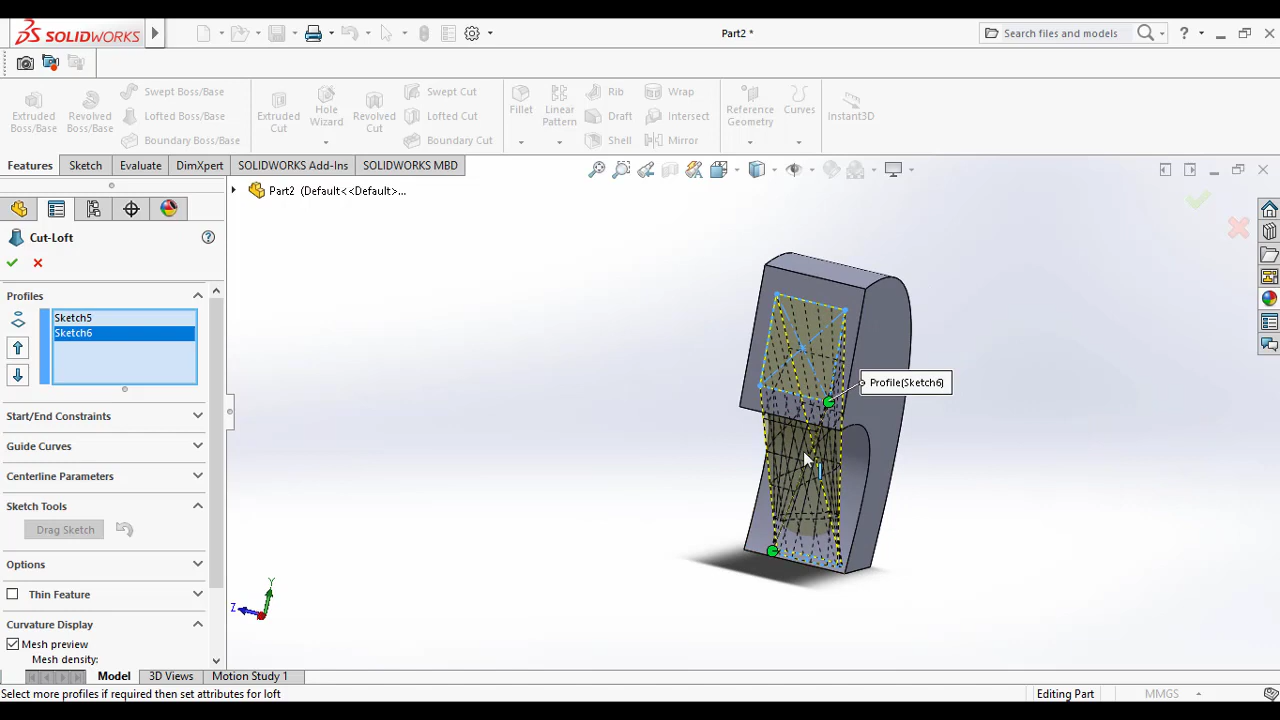 SOLIDWORKS
Part2 *
Search files and models
?
Extruded Boss/Base
Revolved Boss/Base
Swept Boss/Base
Lofted Boss/Base
Boundary Boss/Base
Extruded Cut
Hole Wizard
Revolved Cut
Swept Cut
Lofted Cut
Boundary Cut
Fillet
Linear Pattern
Rib
Draft
Shell
Wrap
Intersect
Mirror
Reference Geometry
Curves
Instant3D
Features
Sketch
Evaluate
DimXpert
SOLIDWORKS Add-Ins
SOLIDWORKS MBD
Part2 (Default<<Default>...
Cut-Loft
?
Profiles
Sketch5
Sketch6
Profile(Sketch6)
Start/End Constraints
Guide Curves
Centerline Parameters
Sketch Tools
Drag Sketch
Options
Thin Feature
Curvature Display
Mesh preview
Mesh density:
Y
Z
Model
3D Views
Motion Study 1
Select more profiles if required then set attributes for loft
Editing Part
MMGS